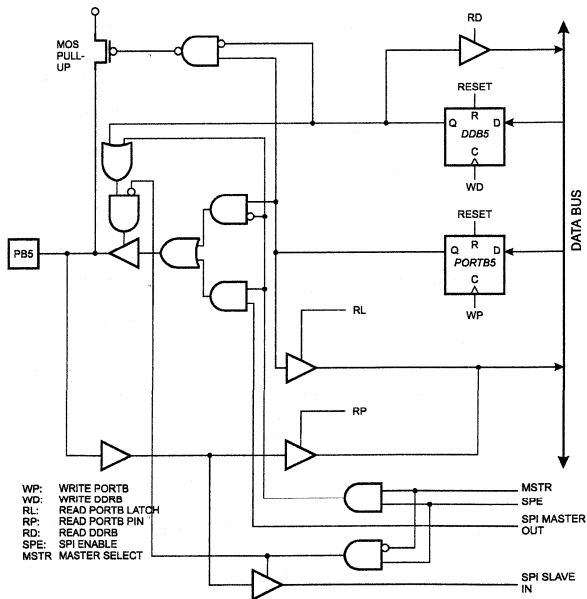 RD
MOS
PULL-
UP
RESET
R
Q
D
DDB5
C
WD
DATA BUS
RESET
R
Q
D
PORTB5
C
WP
PB5
RL
RP
WP: WRITE PORTB
WD: WRITE DDRB
RL: READ PORTB LATCH
RP: READ PORTB PIN
RD: READ DDRB
SPE: SPI ENABLE
MSTR MASTER SELECT
MSTR
SPE
SPI MASTER
OUT
SPI SLAVE
IN